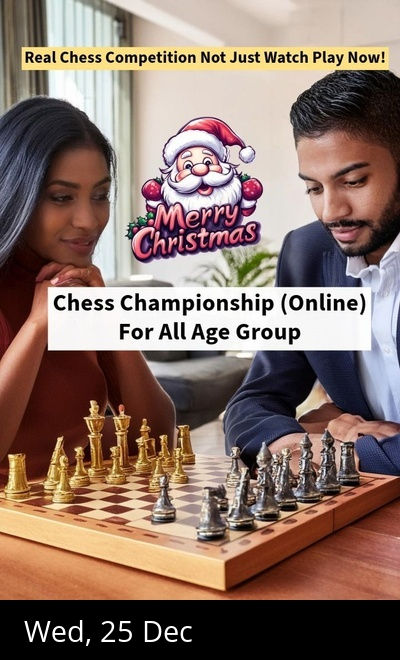 Real Chess Competition Not Just Watch Play Now!
Merry
Christmas
Chess Championship (Online)
For All Age Group
Wed, 25 Dec